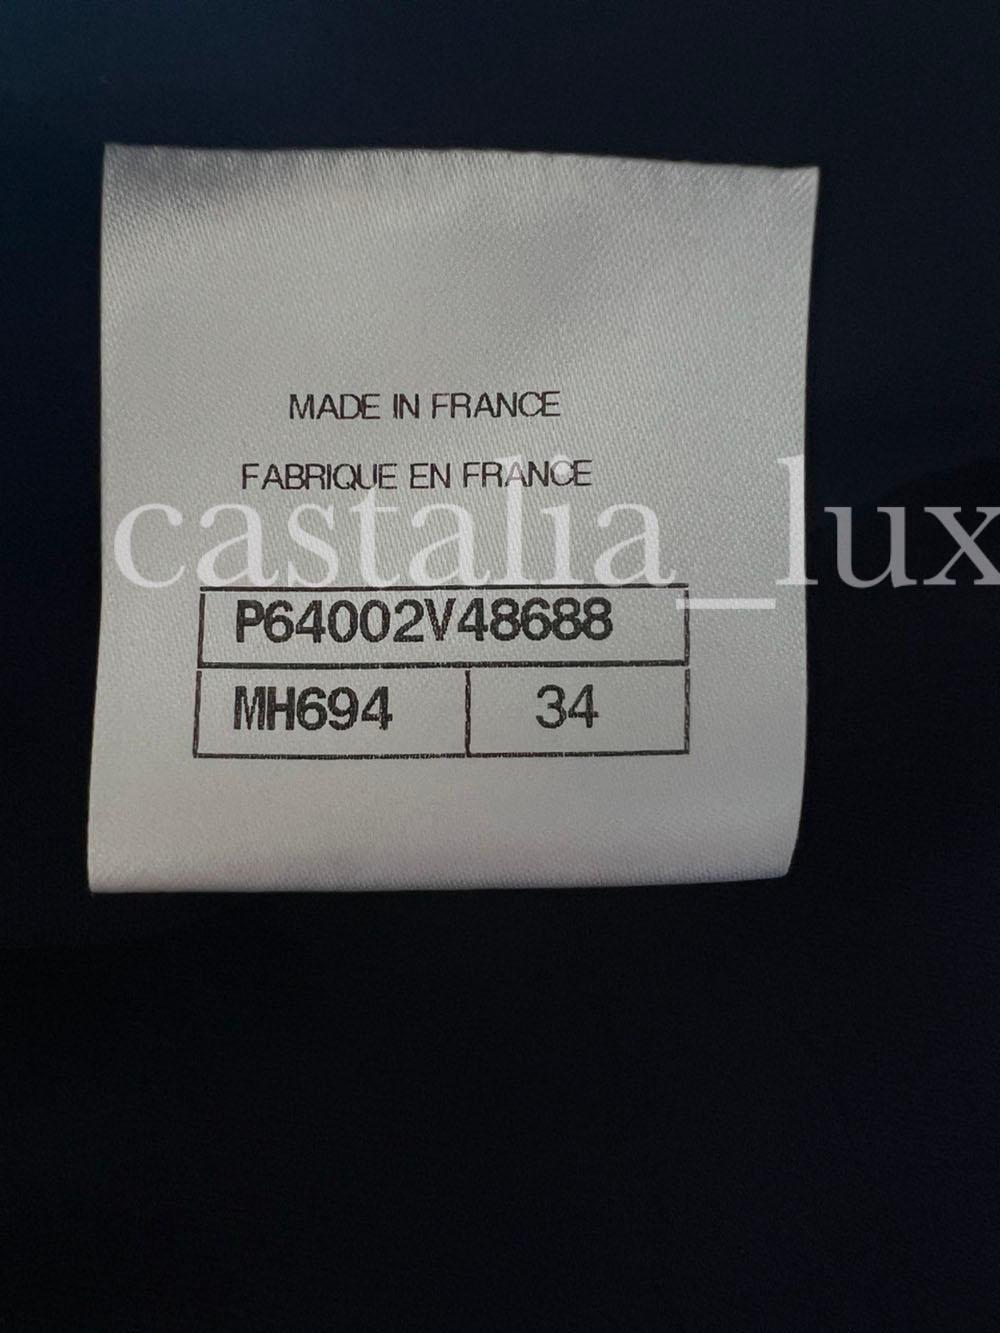 MADE IN FRANCE
FABRIQUE EN FRANCE
castalia_lux
P64002V48688
MH694 34